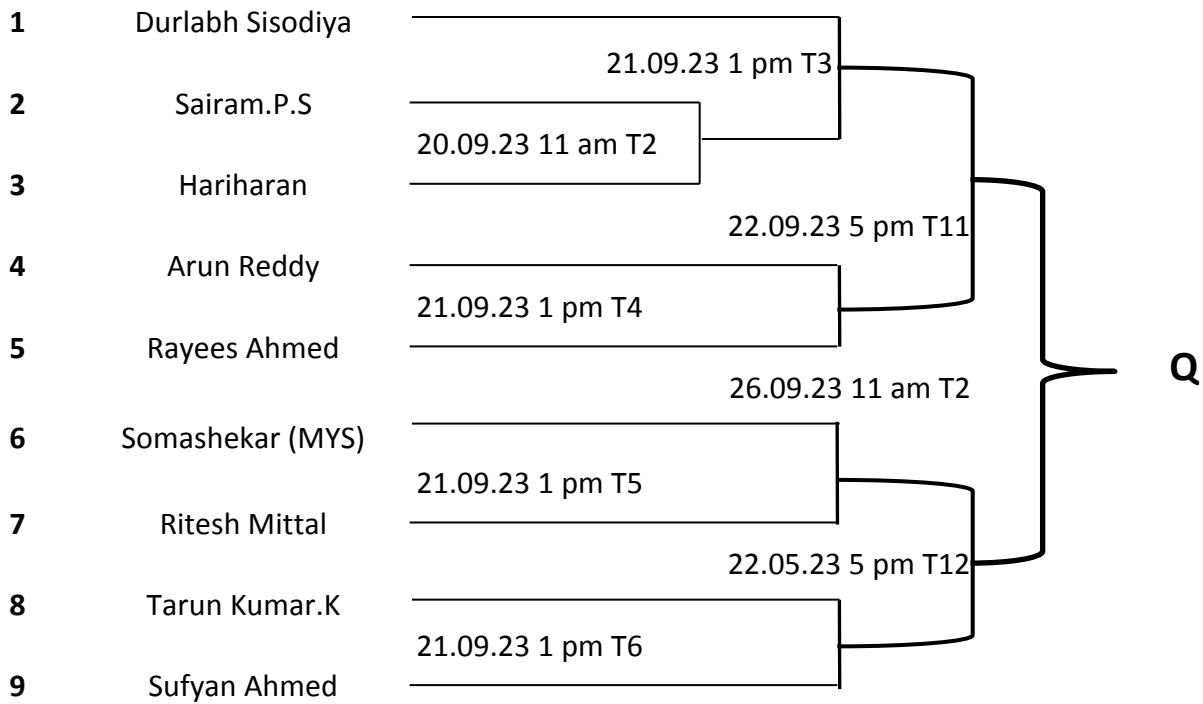 1 Durlabh Sisodiya
21.09.23 1 pm T3
2 Sairam.P.S
20.09.23 11 am T2
3 Hariharan
22.09.23 5 pm T11
4 Arun Reddy
21.09.23 1 pm T4
5 Rayees Ahmed
Q
26.09.23 11 am T2
6 Somashekar (MYS)
21.09.23 1 pm T5
7 Ritesh Mittal
22.05.23 5 pm T12
8 Tarun Kumar.K
21.09.23 1 pm T6
9 Sufyan Ahmed